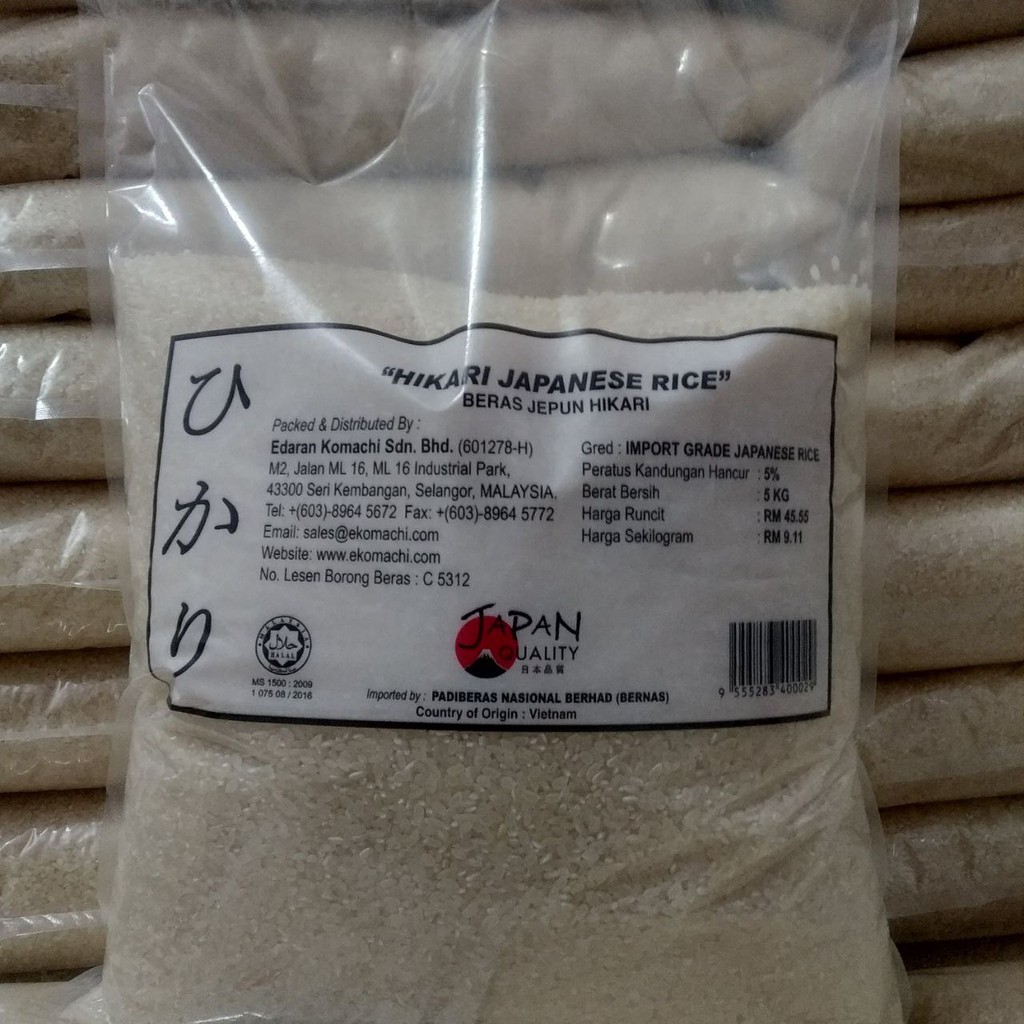 ひかり
"HIKARI JAPANESE RICE"
BERAS JEPUN HIKARI
Packed & Distributed By :
Edaran Komachi Sdn. Bhd. (601278-H)
M2, Jalan ML 16, ML 16 Industrial Park,
43300 Seri Kembangan, Selangor, MALAYSIA.
Tel: +(603)-8964 5672 Fax: +(603)-8964 5772
Email: sales@ekomachi.com
Website: www.ekomachi.com
No. Lesen Borong Beras : C 5312
Gred : IMPORT GRADE JAPANESE RICE
Peratus Kandungan Hancur : 5%
Berat Bersih : 5 KG
Harga Runcit : RM 45.55
Harga Sekilogram : RM 9.11
MALAYSIA
حلال
HALAL
MS 1500 : 2009
1 075 08 / 2016
JAPAN
QUALITY
日本品質
Imported by : PADIBERAS NASIONAL BERHAD (BERNAS)
Country of Origin : Vietnam
9 555283 400029